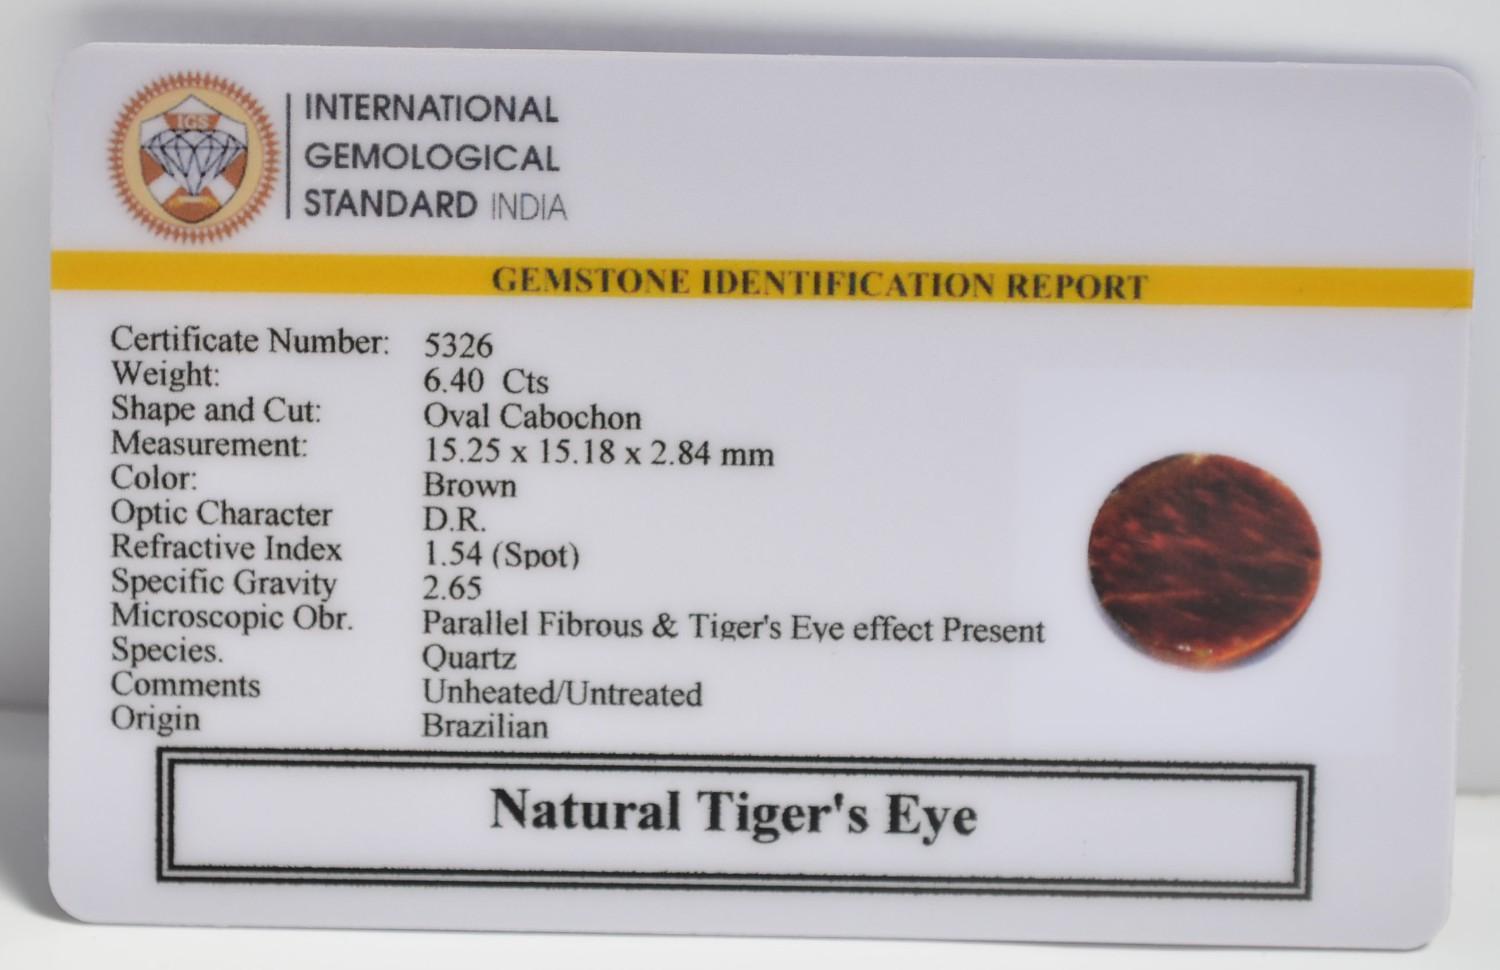 IGS
INTERNATIONAL
GEMOLOGICAL
STANDARD INDIA
GEMSTONE IDENTIFICATION REPORT
Certificate Number: 5326
Weight: 6.40 Cts
Shape and Cut: Oval Cabochon
Measurement: 15.25 x 15.18 x 2.84 mm
Color: Brown
Optic Character D.R.
Refractive Index 1.54 (Spot)
Specific Gravity 2.65
Microscopic Obr. Parallel Fibrous & Tiger's Eye effect Present
Species. Quartz
Comments Unheated/Untreated
Origin Brazilian
Natural Tiger's Eye